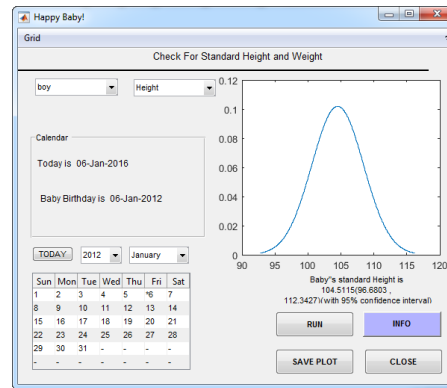 Happy Baby!
Grid
Check For Standard Height and Weight
boy
Height
Calendar
Today is 06-Jan-2016
Baby Birthday is 06-Jan-2012
TODAY 2012 January
Sun Mon Tue Wed Thu Fri Sat
1 2 3 4 5 *6 7
8 9 10 11 12 13 14
15 16 17 18 19 20 21
22 23 24 25 26 27 28
29 30 31 - - - -
- - - - - - -
0.12
0.1
0.08
0.06
0.04
0.02
0
90 95 100 105 110 115 120
Baby"s standard Height is
104.5115(96.6803 ,
112.3427)(with 95% confidence interval)
RUN INFO
SAVE PLOT CLOSE